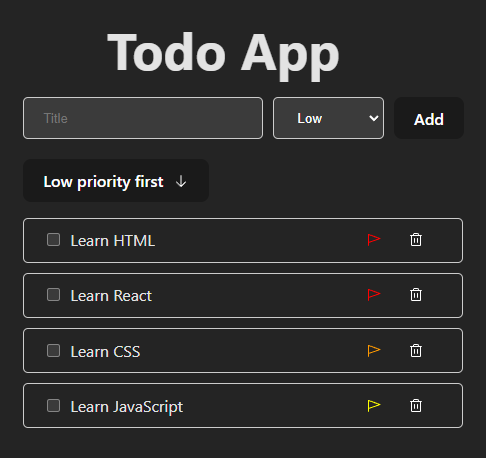 Todo App
Title Low Add
Low priority first ↓
Learn HTML
Learn React
Learn CSS
Learn JavaScript